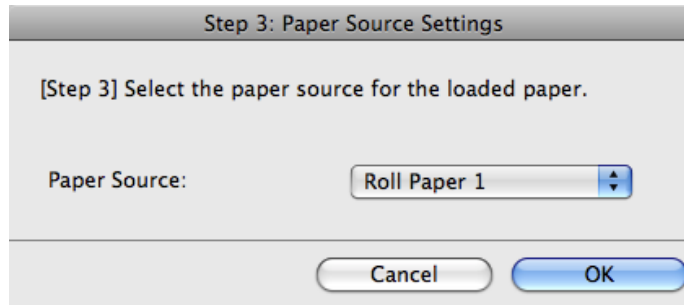 Step 3: Paper Source Settings
[Step 3] Select the paper source for the loaded paper.
Paper Source: Roll Paper 1
Cancel OK